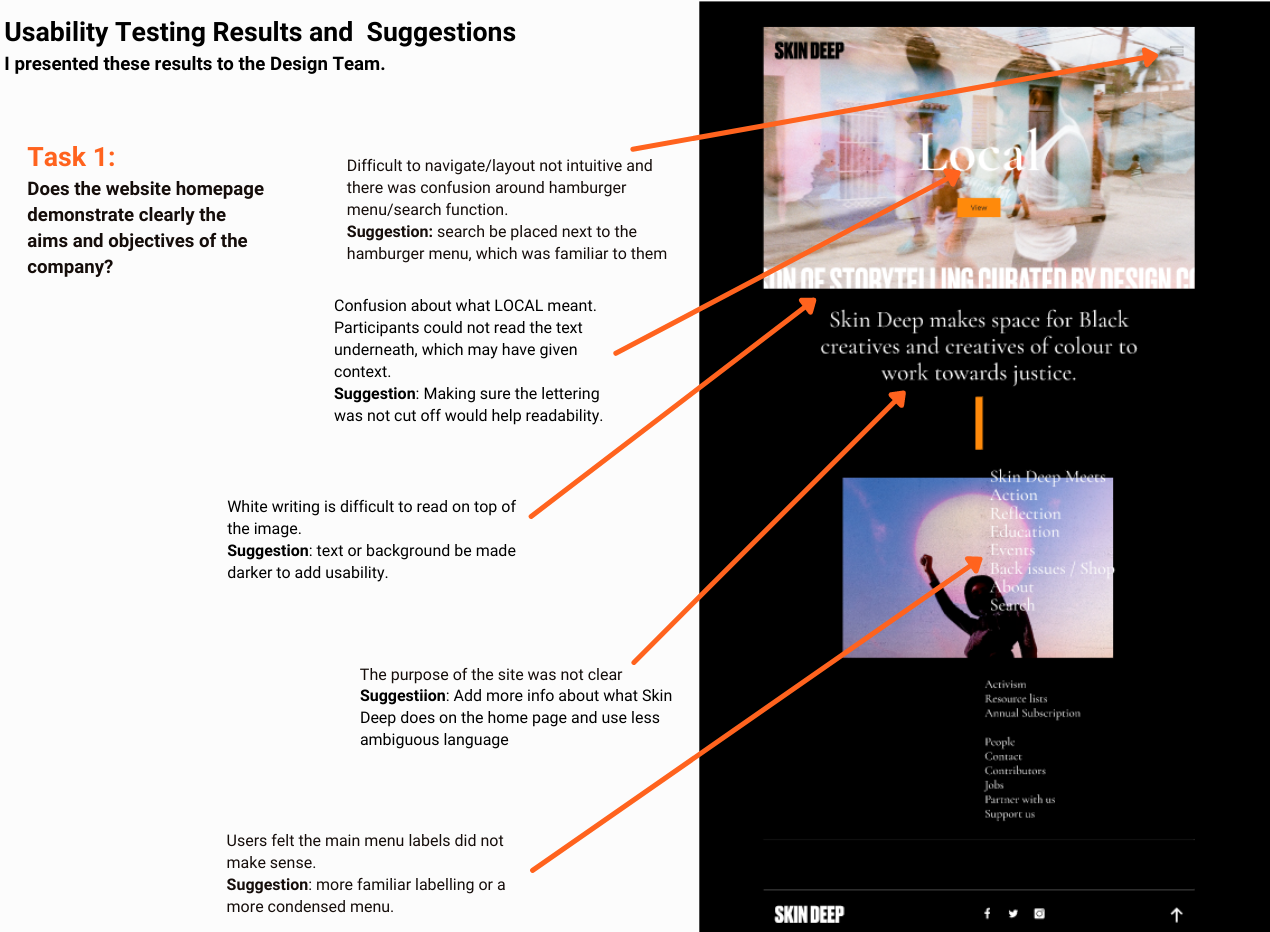 Usability Testing Results and  Suggestions
I presented these results to the Design Team.
Task 1:
Does the website homepage
demonstrate clearly the
aims and objectives of the
company?
Difficult to navigate/layout not intuitive and
there was confusion around hamburger
menu/search function.
Suggestion: search be placed next to the
hamburger menu, which was familiar to them
Confusion about what LOCAL meant.
Participants could not read the text
underneath, which may have given
context.
Suggestion: Making sure the lettering
was not cut off would help readability.
White writing is difficult to read on top of
the image.
Suggestion: text or background be made
darker to add usability.
The purpose of the site was not clear
Suggestiion: Add more info about what Skin
Deep does on the home page and use less
ambiguous language
Users felt the main menu labels did not
make sense.
Suggestion: more familiar labelling or a
more condensed menu.
SKIN DEEP
Local
View
ON OF STORYTELLING CURATED BY DESIGN CO
Skin Deep makes space for Black
creatives and creatives of colour to
work towards justice.
Skin Deep Meets
Action
Reflection
Education
Events
Back issues / Shop
About
Search
Activism
Resource lists
Annual Subscription
People
Contact
Contributors
Jobs
Partner with us
Support us
SKIN DEEP